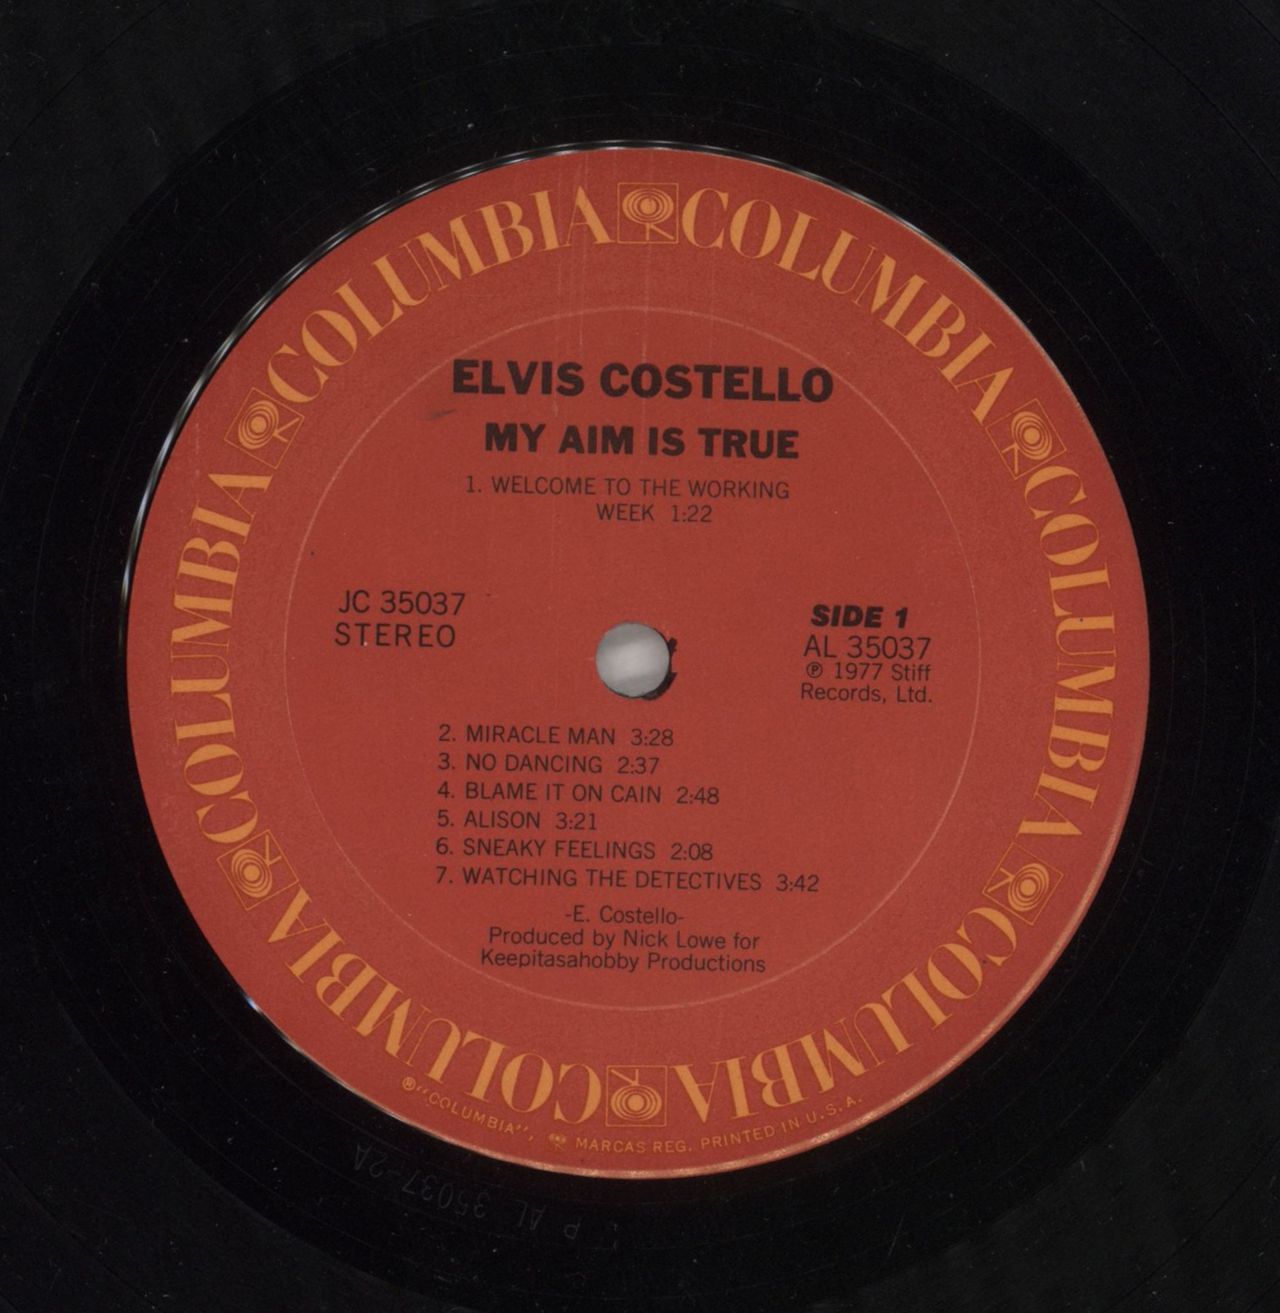 COLUMBIA COLUMBIA COLUMBIA COLUMBIA COLUMBIA COLUMBIA
ELVIS COSTELLO
MY AIM IS TRUE
1. WELCOME TO THE WORKING
WEEK 1:22
JC 35037
STEREO
SIDE 1
AL 35037
℗ 1977 Stiff
Records, Ltd.
2. MIRACLE MAN 3:28
3. NO DANCING 2:37
4. BLAME IT ON CAIN 2:48
5. ALISON 3:21
6. SNEAKY FEELINGS 2:08
7. WATCHING THE DETECTIVES 3:42
-E. Costello-
Produced by Nick Lowe for
Keepitasahobby Productions
®"COLUMBIA", MARCAS REG. PRINTED IN U.S.A.
P AL 35037-2A